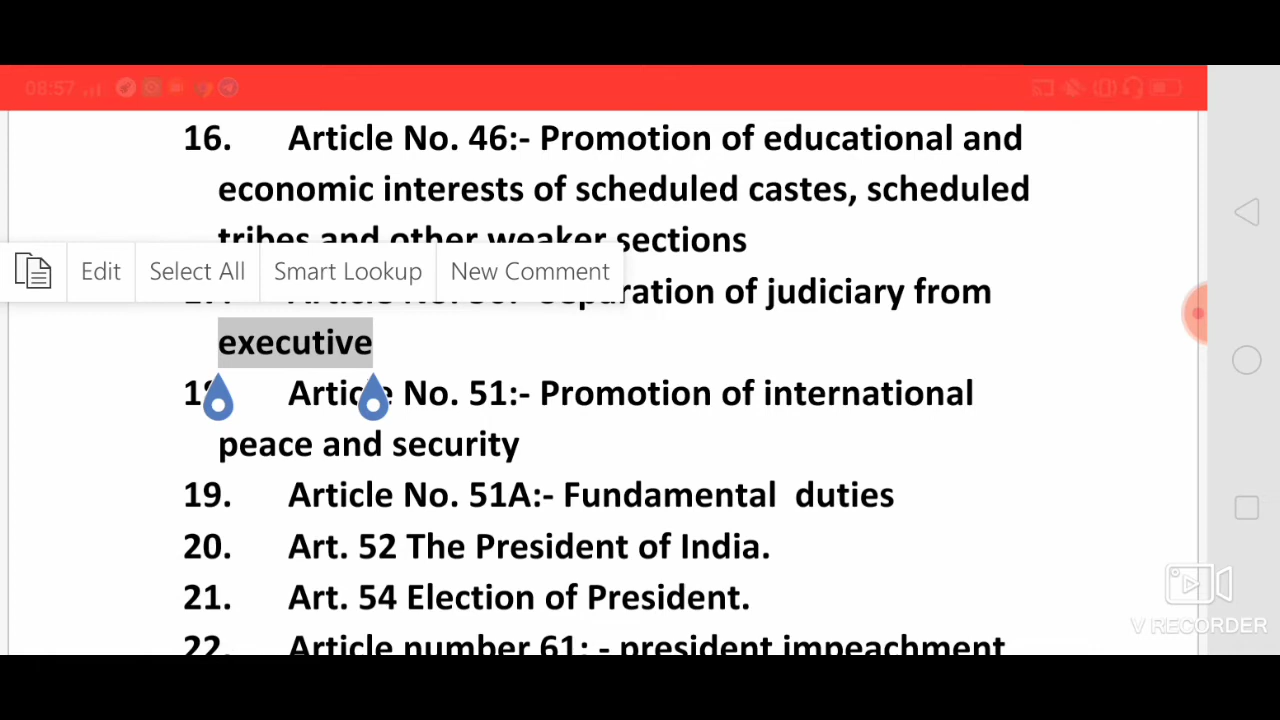 08:57
16. Article No. 46:- Promotion of educational and
economic interests of scheduled castes, scheduled
tribes and other weaker sections
Edit Select All Smart Lookup New Comment
of judiciary from
executive
Article No. 51:- Promotion of international
peace and security
19. Article No. 51A:- Fundamental duties
20. Art. 52 The President of India.
21. Art. 54 Election of President.
22. Article number 61: - president impeachment
V RECORDER